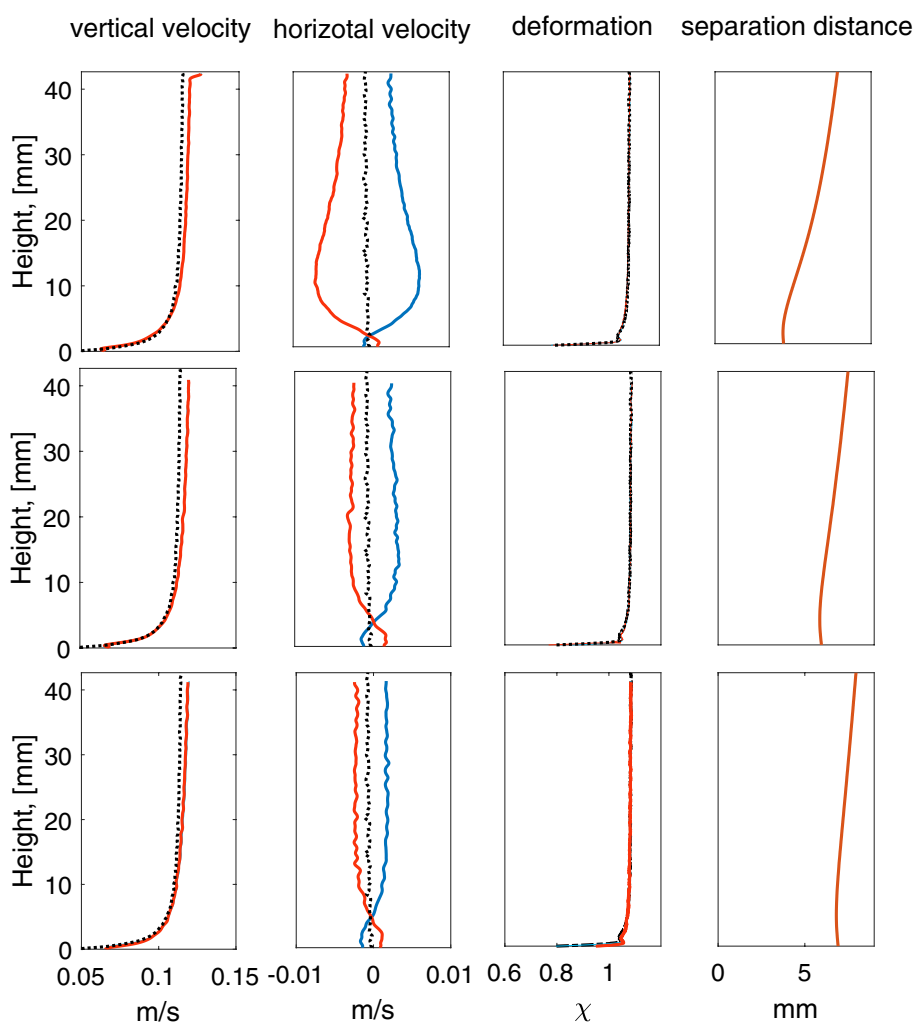 vertical velocity horizotal velocity deformation separation distance
Height, [mm]
40
30
20
10
0
Height, [mm]
40
30
20
10
0
Height, [mm]
40
30
20
10
0
0.05 0.1 0.15 -0.01 0 0.01 0.6 0.8 1 0 5
m/s m/s χ mm